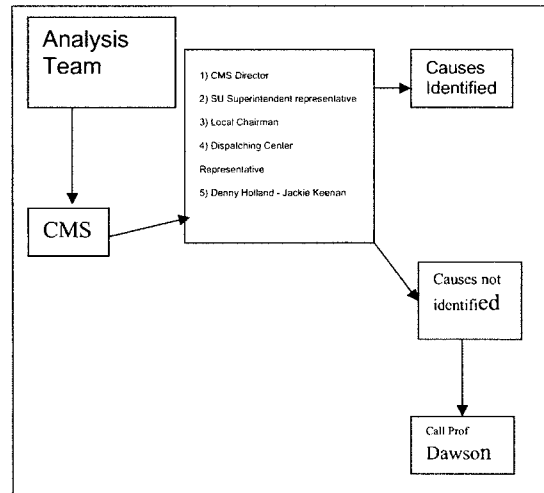 Analysis
Team
CMS
1) CMS Director
2) SU Superintendent representative
3) Local Chairman
4) Dispatching Center
Representative
5) Denny Holland - Jackie Keenan
Causes
Identified
Causes not
identified
Call Prof
Dawson